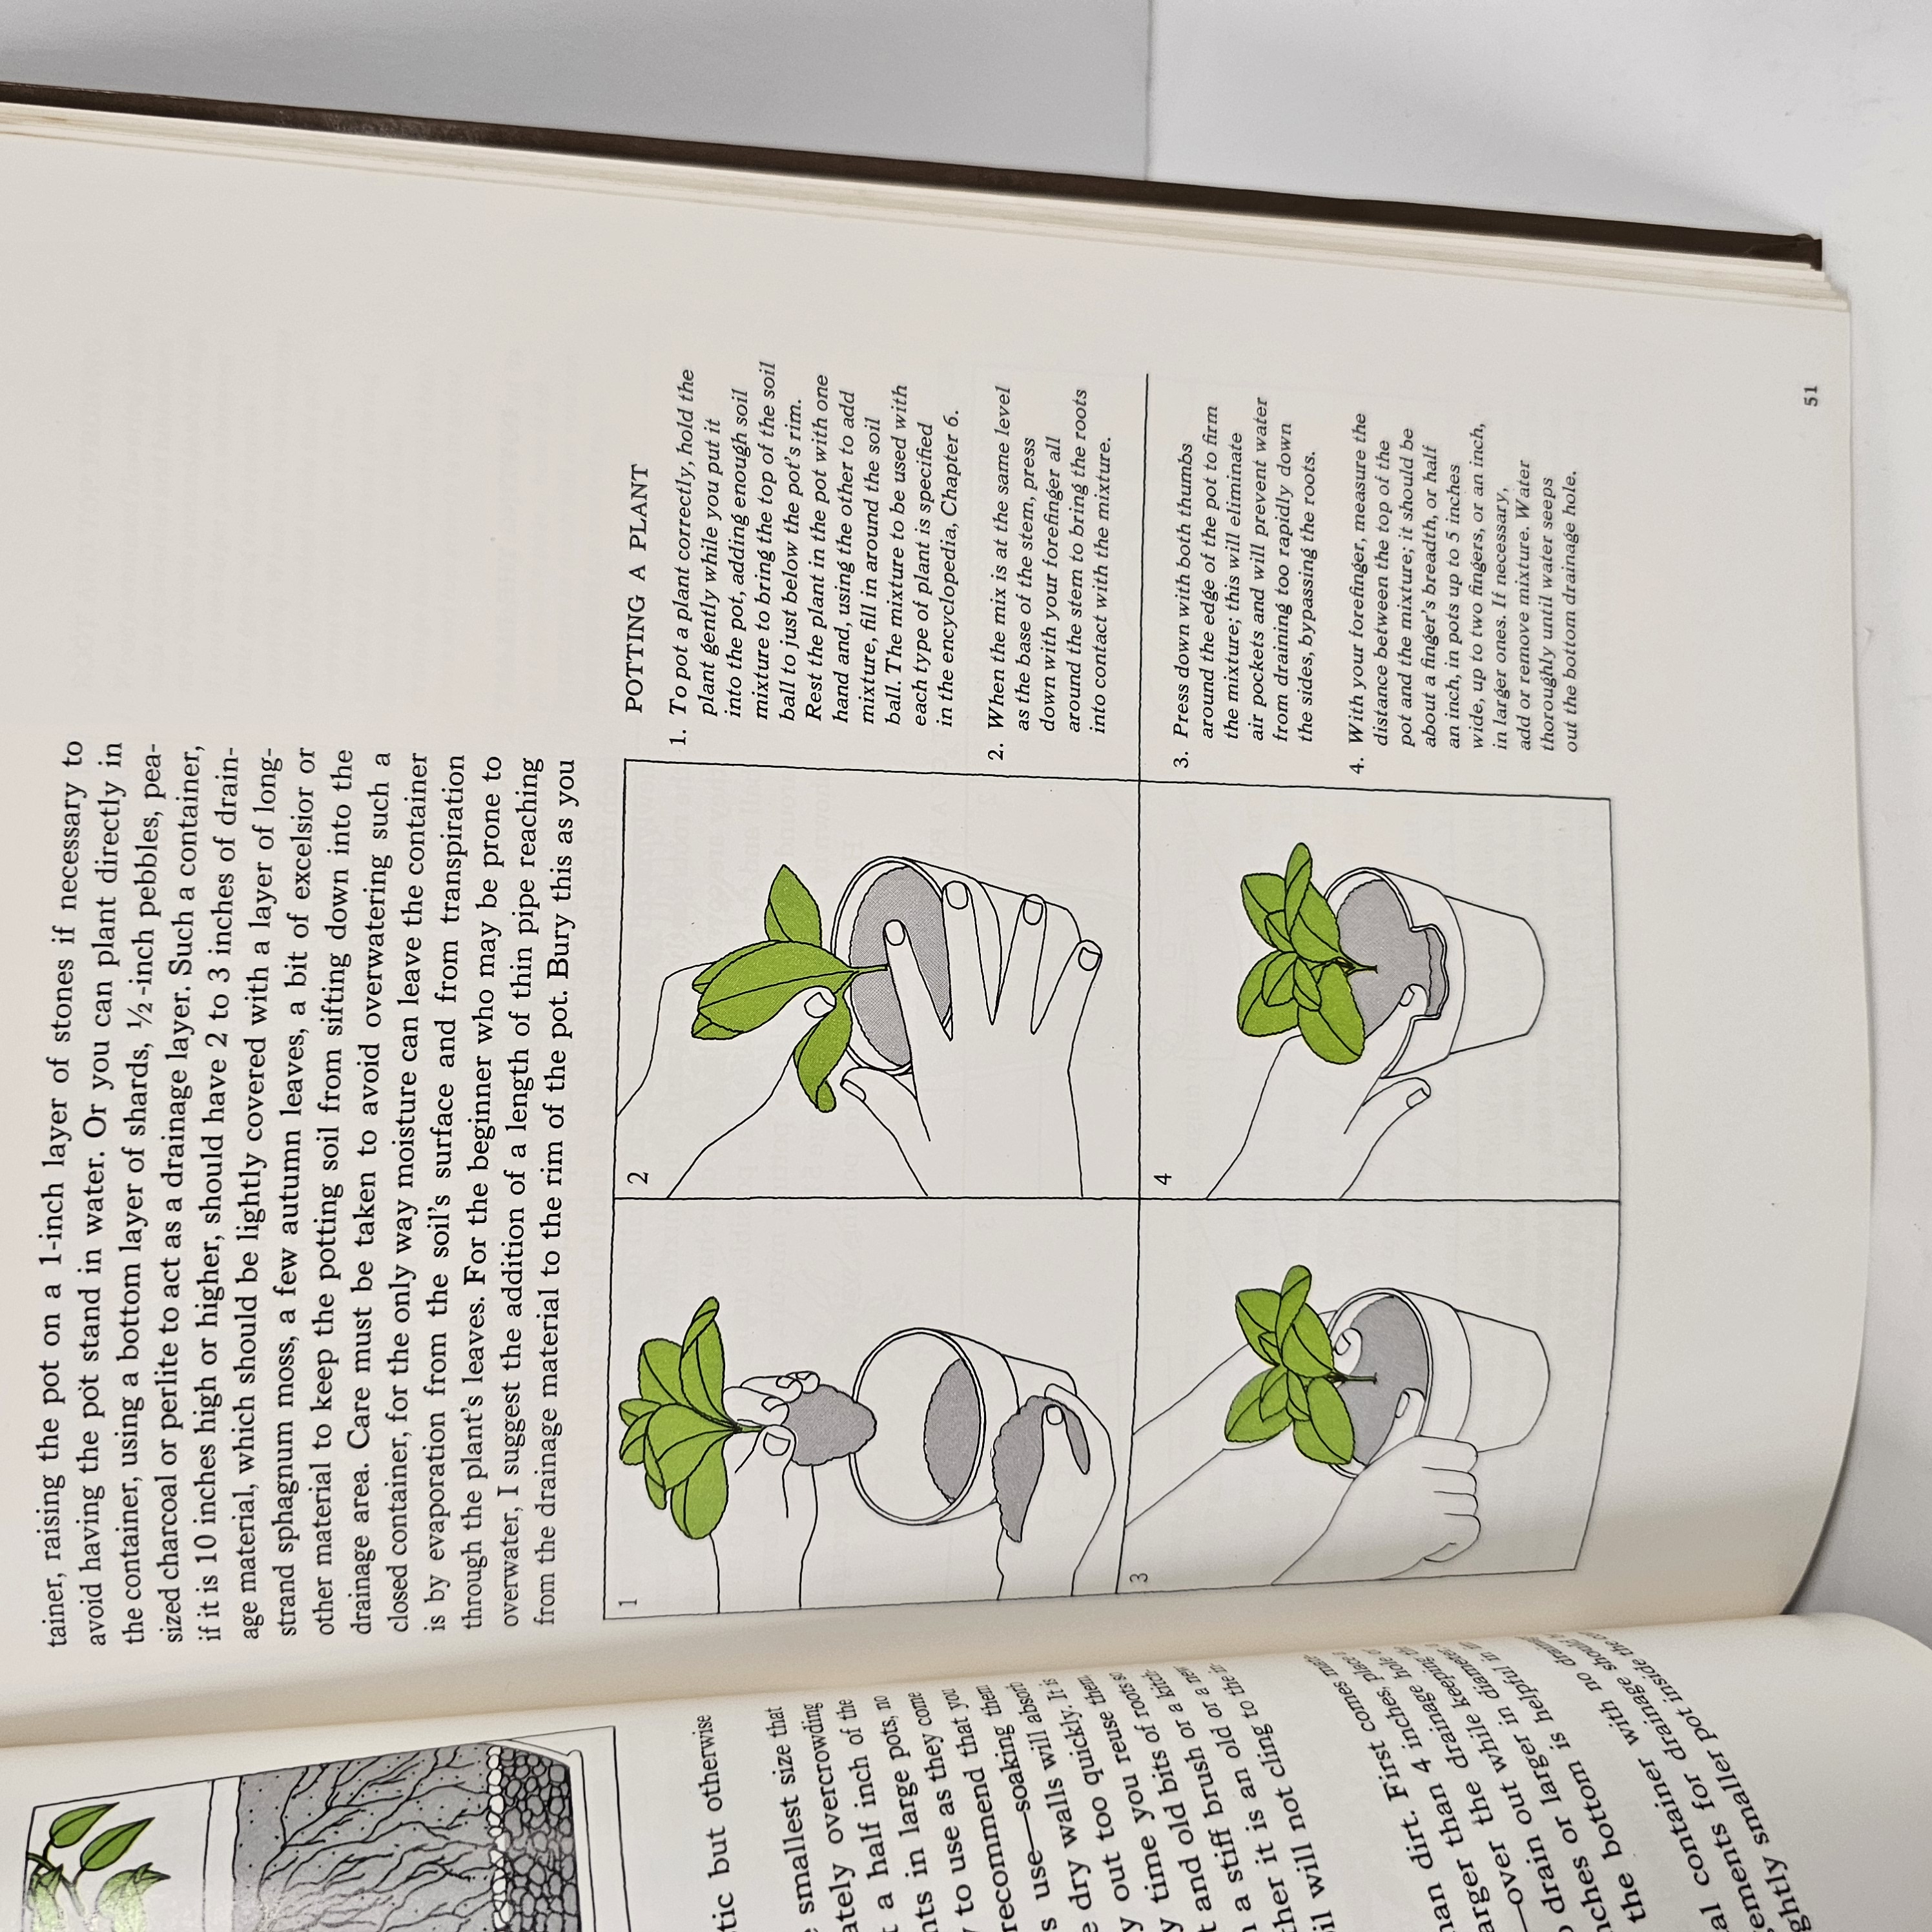 tic but otherwise
smallest size that
ately overcrowding
a half inch of the
nts in large pots, no
to use as they come
recommend that you
s use—soaking them
dry walls will absorb
y out too quickly. It is
y time you reuse them,
and old bits of roots so
a stiff brush or a kitch-
ther it is an old or a new
il will not cling to the in-
han dirt. First comes mate-
arger than 4 inches, place a
—over the drainage hole
drain out while keeping the
nches or larger in diameter,
the bottom is helpful in
al container with no drain
gements for drainage should
ghtly smaller pot inside the
tainer, raising the pot on a 1-inch layer of stones if necessary to
avoid having the pot stand in water. Or you can plant directly in
the container, using a bottom layer of shards, ½-inch pebbles, pea-
sized charcoal or perlite to act as a drainage layer. Such a container,
if it is 10 inches high or higher, should have 2 to 3 inches of drain-
age material, which should be lightly covered with a layer of long-
strand sphagnum moss, a few autumn leaves, a bit of excelsior or
other material to keep the potting soil from sifting down into the
drainage area. Care must be taken to avoid overwatering such a
closed container, for the only way moisture can leave the container
is by evaporation from the soil's surface and from transpiration
through the plant's leaves. For the beginner who may be prone to
overwater, I suggest the addition of a length of thin pipe reaching
from the drainage material to the rim of the pot. Bury this as you
1
2
3
4
POTTING A PLANT
1. To pot a plant correctly, hold the
plant gently while you put it
into the pot, adding enough soil
mixture to bring the top of the soil
ball to just below the pot's rim.
Rest the plant in the pot with one
hand and, using the other to add
mixture, fill in around the soil
ball. The mixture to be used with
each type of plant is specified
in the encyclopedia, Chapter 6.
2. When the mix is at the same level
as the base of the stem, press
down with your forefinger all
around the stem to bring the roots
into contact with the mixture.
3. Press down with both thumbs
around the edge of the pot to firm
the mixture; this will eliminate
air pockets and will prevent water
from draining too rapidly down
the sides, bypassing the roots.
4. With your forefinger, measure the
distance between the top of the
pot and the mixture; it should be
about a finger's breadth, or half
an inch, in pots up to 5 inches
wide, up to two fingers, or an inch,
in larger ones. If necessary,
add or remove mixture. Water
thoroughly until water seeps
out the bottom drainage hole.
51